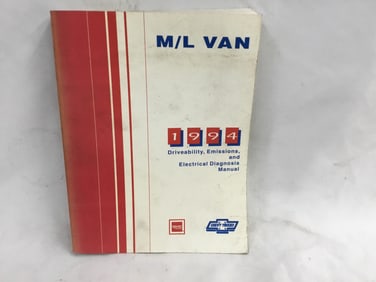 M/L VAN
1994
Driveability, Emissions,
and
Electrical Diagnosis
Manual